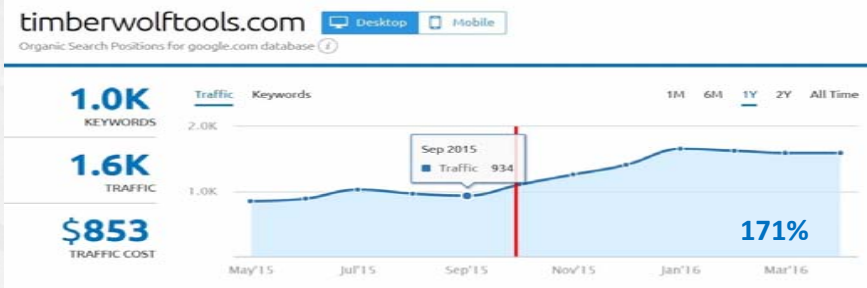 timberwolftools.com Desktop Mobile
Organic Search Positions for google.com database i
1.0K
KEYWORDS
1.6K
TRAFFIC
$853
TRAFFIC COST
Traffic Keywords 1M 6M 1Y 2Y All Time
2.0K
Sep 2015
Traffic 934
1.0K
171%
May'15 Jul'15 Sep'15 Nov'15 Jan'16 Mar'16